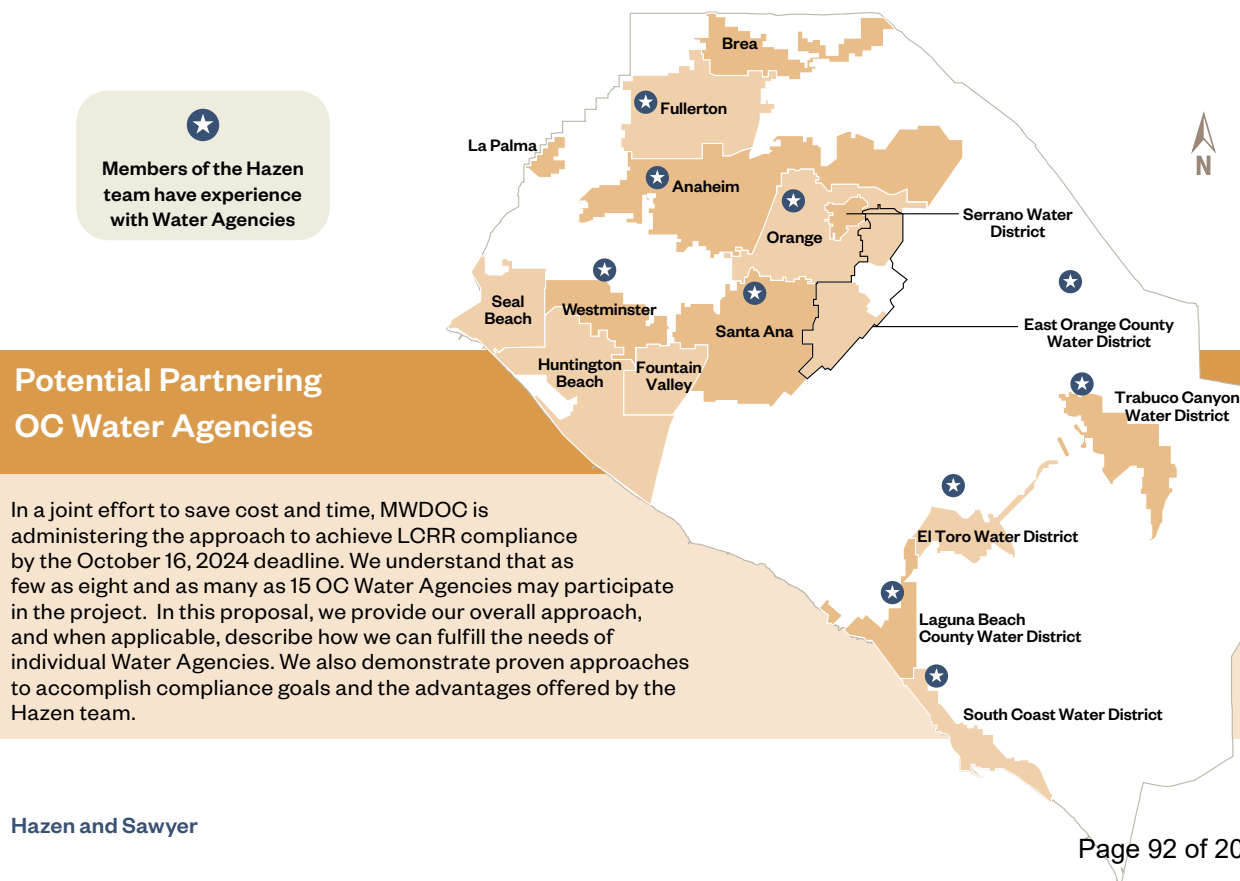 Brea
Fullerton
La Palma
Anaheim
Members of the Hazen
team have experience
with Water Agencies
N
Orange
Serrano Water
District
Seal
Beach
Westminster
Santa Ana
East Orange County
Water District
Huntington
Beach
Fountain
Valley
Potential Partnering
OC Water Agencies
Trabuco Canyon
Water District
In a joint effort to save cost and time, MWDOC is
administering the approach to achieve LCRR compliance
by the October 16, 2024 deadline. We understand that as
few as eight and as many as 15 OC Water Agencies may participate
in the project.  In this proposal, we provide our overall approach,
and when applicable, describe how we can fulfill the needs of
individual Water Agencies. We also demonstrate proven approaches
to accomplish compliance goals and the advantages offered by the
Hazen team.
El Toro Water District
Laguna Beach
County Water District
South Coast Water District
Hazen and Sawyer
Page 92 of 20